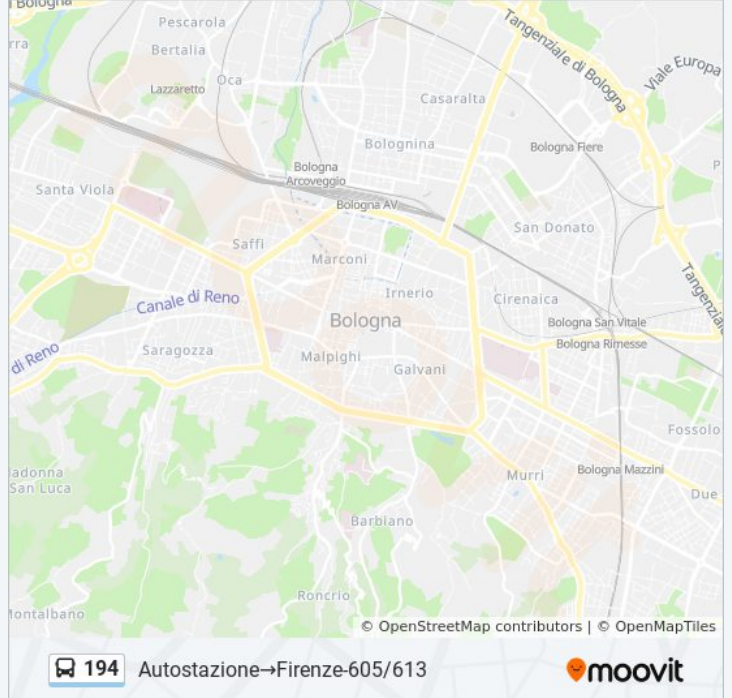 l Bologna
Pescarola
Bertalia
rra
Lazzaretto
Oca
Tangenziale di Bologna
Viale Europa
Casaralta
Bolognina
Bologna Fiere
Bologna
Arcoveggio
P
Santa Viola
Bologna AV
Saffi
San Donato
Marconi
Irnerio
Canale di Reno
Cirenaica
Bologna
Bologna San Vitale
Tangenzial
di Reno
Saragozza
Malpighi
Galvani
Bologna Rimesse
Fossolo
adonna
San Luca
Murri
Bologna Mazzini
Due
Barbiano
Roncrio
Montalbano
© OpenStreetMap contributors | © OpenMapTiles
194 Autostazione→Firenze-605/613
moovit